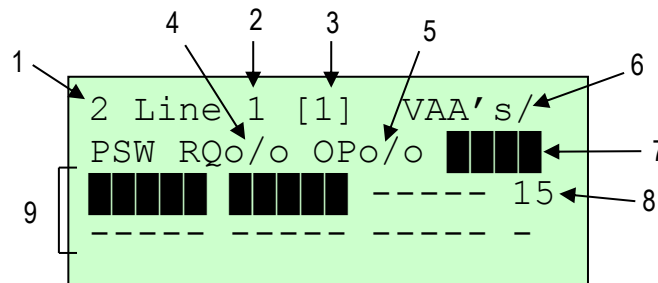 4 2 3 5
1 6
2 Line 1 [1] VAA's/
PSW RQo/o OPo/o ████ 7
█████ █████ ----- 15 8
9
----- ----- ----- -